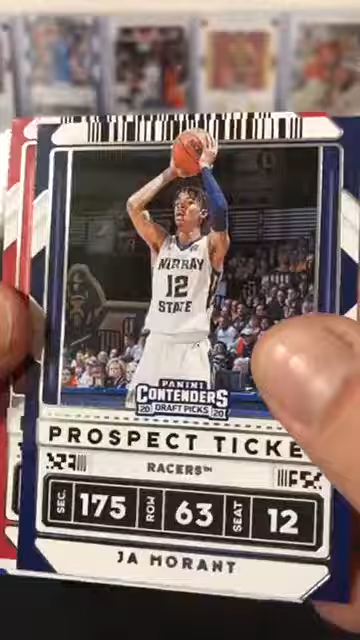 MURRAY
12
STATE
PANINI
CONTENDERS
20 DRAFT PICKS 20
PROSPECT TICKE
RACERS™
SEC. 175 ROW 63 SEAT 12
JA MORANT